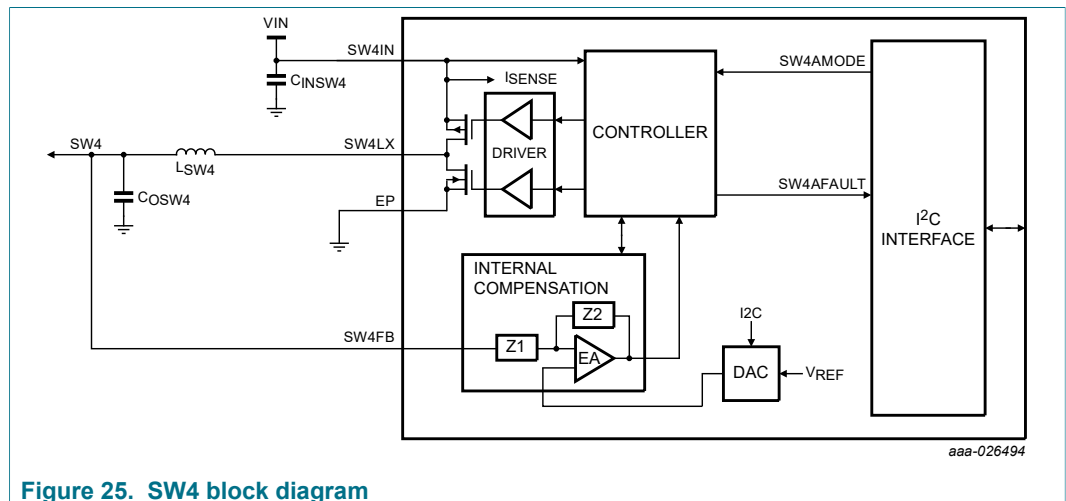 VIN
SW4IN
CINSW4
ISENSE
SW4AMODE
CONTROLLER
SW4
SW4LX
LSW4
DRIVER
COSW4
SW4AFAULT
EP
I2C
INTERFACE
INTERNAL
COMPENSATION
Z2
I2C
SW4FB
Z1
EA
DAC
VREF
aaa-026494
Figure 25. SW4 block diagram